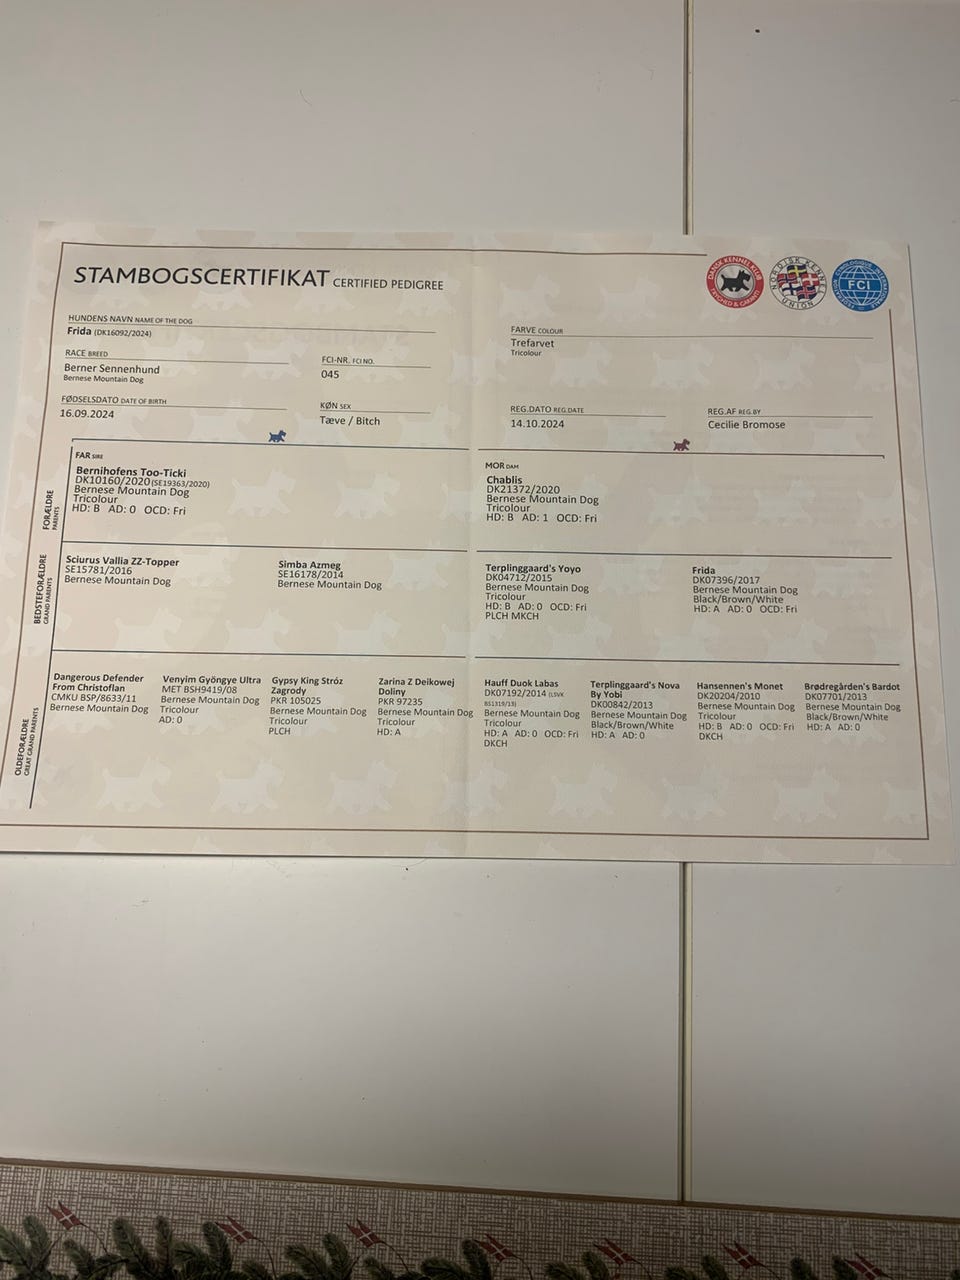 STAMBOGSCERTIFIKAT CERTIFIED PEDIGREE
DANSK KENNEL KLUB
NORDISK KENNEL UNION
FCI
HUNDENS NAVN NAME OF THE DOG
Frida (DK16092/2024)
FARVE COLOUR
Trefarvet
Tricolour
RACE BREED
Berner Sennenhund
Bernese Mountain Dog
FCI-NR. FCI NO.
045
FØDSELSDATO DATE OF BIRTH
16.09.2024
KØN SEX
Tæve / Bitch
REG.DATO REG.DATE
14.10.2024
REG.AF REG.BY
Cecilie Bromose
FORÆLDRE
PARENTS
FAR SIRE
Bernihofens Too-Ticki
DK10160/2020 (SE19363/2020)
Bernese Mountain Dog
Tricolour
HD: B AD: 0 OCD: Fri
MOR DAM
Chablis
DK21372/2020
Bernese Mountain Dog
Tricolour
HD: B AD: 1 OCD: Fri
BEDSTEFORÆLDRE
GRAND PARENTS
Sciurus Vallia ZZ-Topper
SE15781/2016
Bernese Mountain Dog
Simba Azmeg
SE16178/2014
Bernese Mountain Dog
Terplinggaard's Yoyo
DK04712/2015
Bernese Mountain Dog
Tricolour
HD: B AD: 0 OCD: Fri
PLCH MKCH
Frida
DK07396/2017
Bernese Mountain Dog
Black/Brown/White
HD: A AD: 0 OCD: Fri
OLDEFORÆLDRE
GREAT GRAND PARENTS
Dangerous Defender
From Christoflan
CMKU BSP/8633/11
Bernese Mountain Dog
Venyim Gyöngye Ultra
MET BSH9419/08
Bernese Mountain Dog
Tricolour
AD: 0
Gypsy King Stróz
Zagrody
PKR 105025
Bernese Mountain Dog
Tricolour
PLCH
Zarina Z Deikowej
Doliny
PKR 97235
Bernese Mountain Dog
Tricolour
HD: A
Hauff Duok Labas
DK07192/2014 (LSVK
BS1319/13)
Bernese Mountain Dog
Tricolour
HD: A AD: 0 OCD: Fri
DKCH
Terplinggaard's Nova
By Yobi
DK00842/2013
Bernese Mountain Dog
Black/Brown/White
HD: A AD: 0
Hansennen's Monet
DK20204/2010
Bernese Mountain Dog
Tricolour
HD: B AD: 0 OCD: Fri
DKCH
Brødregården's Bardot
DK07701/2013
Bernese Mountain Dog
Black/Brown/White
HD: A AD: 0